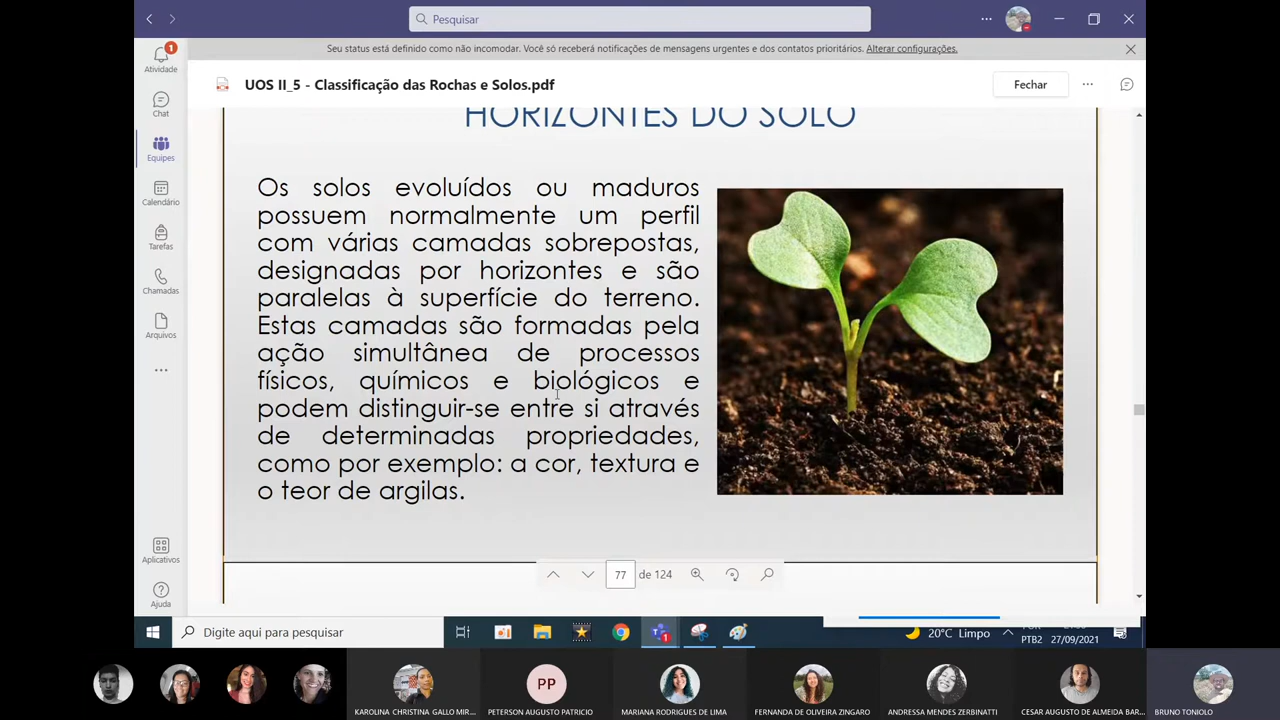 Pesquisar
Seu status está definido como não incomodar. Você só receberá notificações de mensagens urgentes e dos contatos prioritários. Alterar configurações.
1
Atividade
Chat
Equipes
Calendário
Tarefas
Chamadas
Arquivos
Aplicativos
Ajuda
UOS II_5 - Classificação das Rochas e Solos.pdf
Fechar
HORIZONTES DO SOLO
Os solos evoluídos ou maduros
possuem normalmente um perfil
com várias camadas sobrepostas,
designadas por horizontes e são
paralelas à superfície do terreno.
Estas camadas são formadas pela
ação simultânea de processos
físicos, químicos e biológicos e
podem distinguir-se entre si através
de determinadas propriedades,
como por exemplo: a cor, textura e
o teor de argilas.
77 de 124
Digite aqui para pesquisar
1
20°C Limpo
PTB2
27/09/2021
PP
KAROLINA CHRISTINA GALLO MIR...
PETERSON AUGUSTO PATRICIO
MARIANA RODRIGUES DE LIMA
FERNANDA DE OLIVEIRA ZINGARO
ANDRESSA MENDES ZERBINATTI
CESAR AUGUSTO DE ALMEIDA BAR...
BRUNO TONIOLO